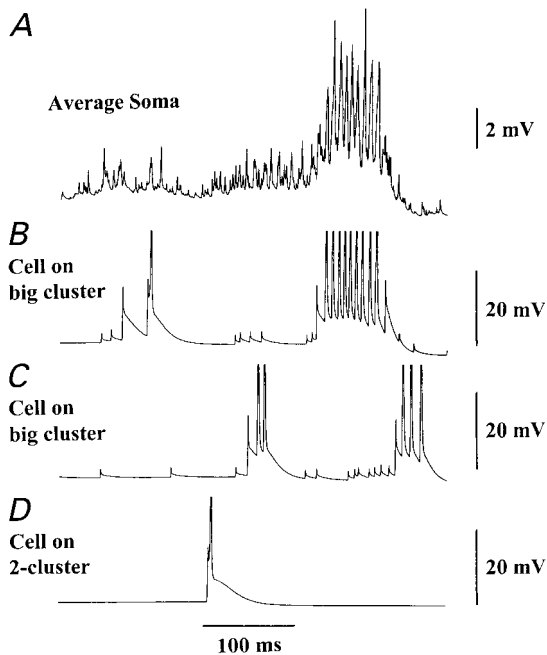 A
Average Soma
2 mV
B
Cell on
big cluster
20 mV
C
Cell on
big cluster
20 mV
D
Cell on
2-cluster
20 mV
100 ms